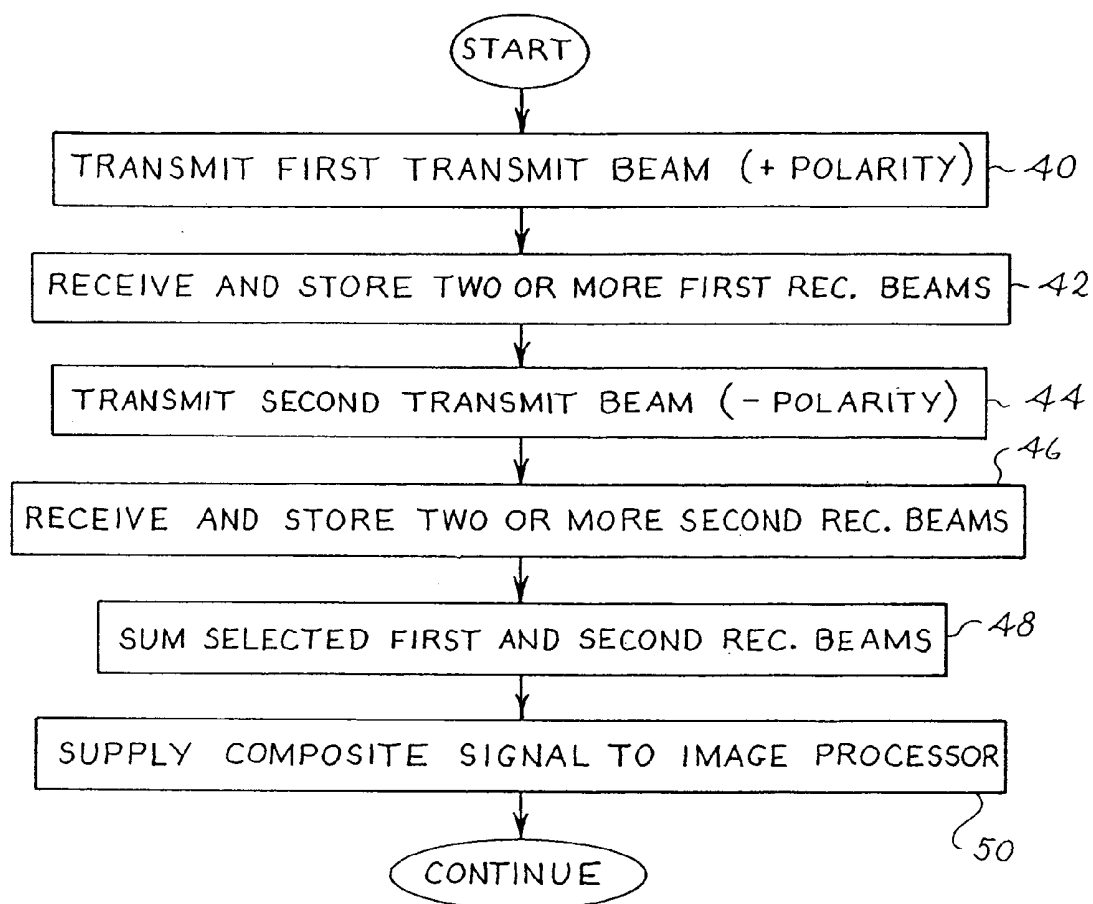 START
TRANSMIT FIRST TRANSMIT BEAM (+ POLARITY)
40
RECEIVE AND STORE TWO OR MORE FIRST REC. BEAMS
42
TRANSMIT SECOND TRANSMIT BEAM (- POLARITY)
44
46
RECEIVE AND STORE TWO OR MORE SECOND REC. BEAMS
SUM SELECTED FIRST AND SECOND REC. BEAMS
48
SUPPLY COMPOSITE SIGNAL TO IMAGE PROCESSOR
50
CONTINUE